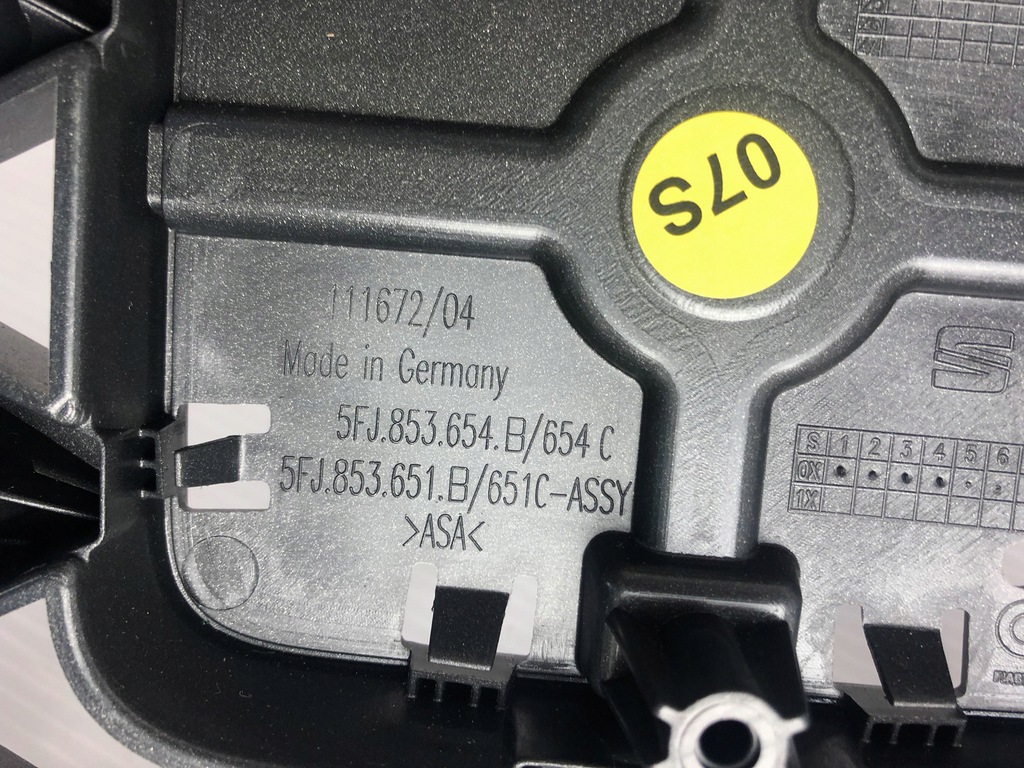 07S
111672/04
Made in Germany
5FJ.853.654.B/654 C
5FJ.853.651.B/651C-ASSY
>ASA<
S 1 2 3 4 5 6
0X
1X